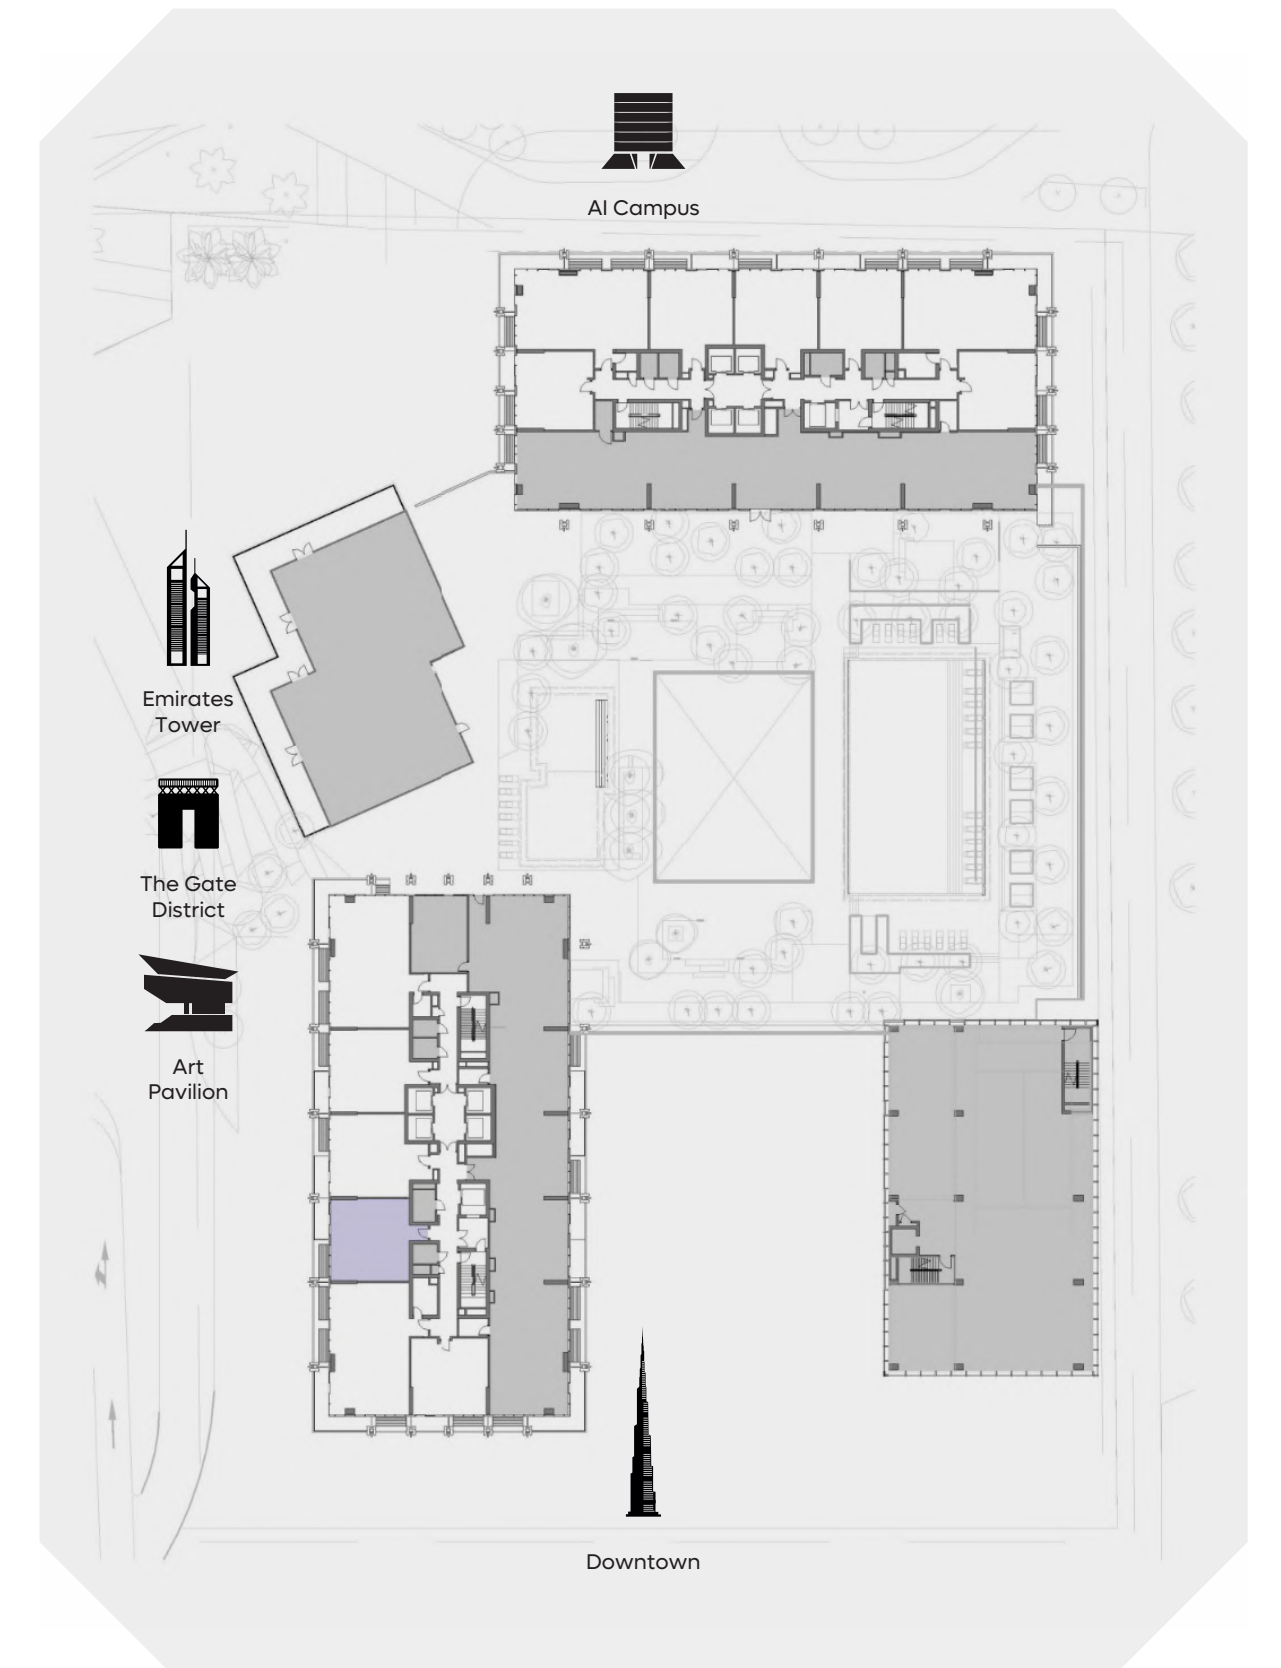 AI Campus
Emirates
Tower
The Gate
District
Art
Pavilion
Downtown